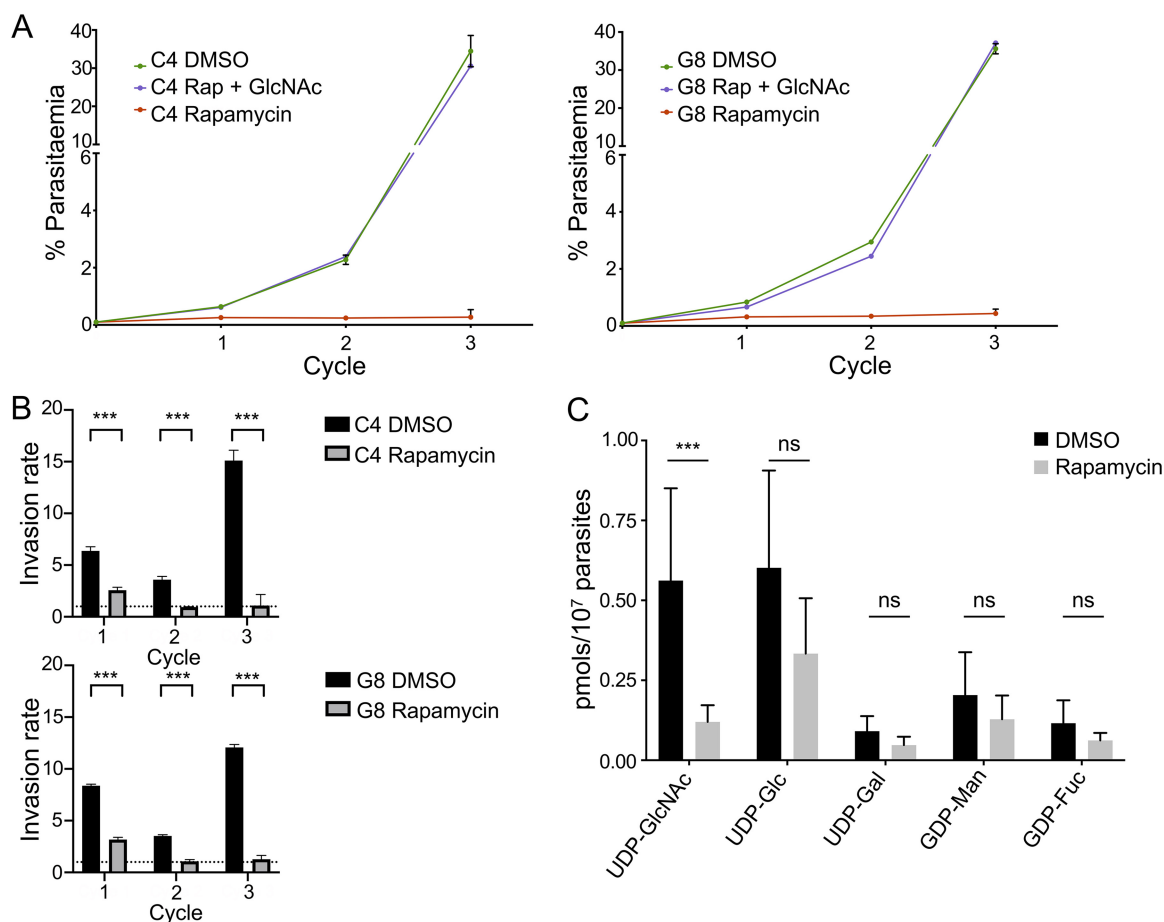 A
% Parasitaemia
40
30
20
10
6
4
2
0
C4 DMSO
C4 Rap + GlcNAc
C4 Rapamycin
1 2 3
Cycle
% Parasitaemia
40
30
20
10
6
4
2
0
G8 DMSO
G8 Rap + GlcNAc
G8 Rapamycin
1 2 3
Cycle
B
Invasion rate
20
15
10
5
0
*** *** ***
C4 DMSO
C4 Rapamycin
1 2 3
Cycle
Invasion rate
20
15
10
5
0
*** *** ***
G8 DMSO
G8 Rapamycin
1 2 3
Cycle
C
pmols/10⁷ parasites
1.00
0.75
0.50
0.25
0.00
*** ns ns ns ns
DMSO
Rapamycin
UDP-GlcNAc
UDP-Glc
UDP-Gal
GDP-Man
GDP-Fuc